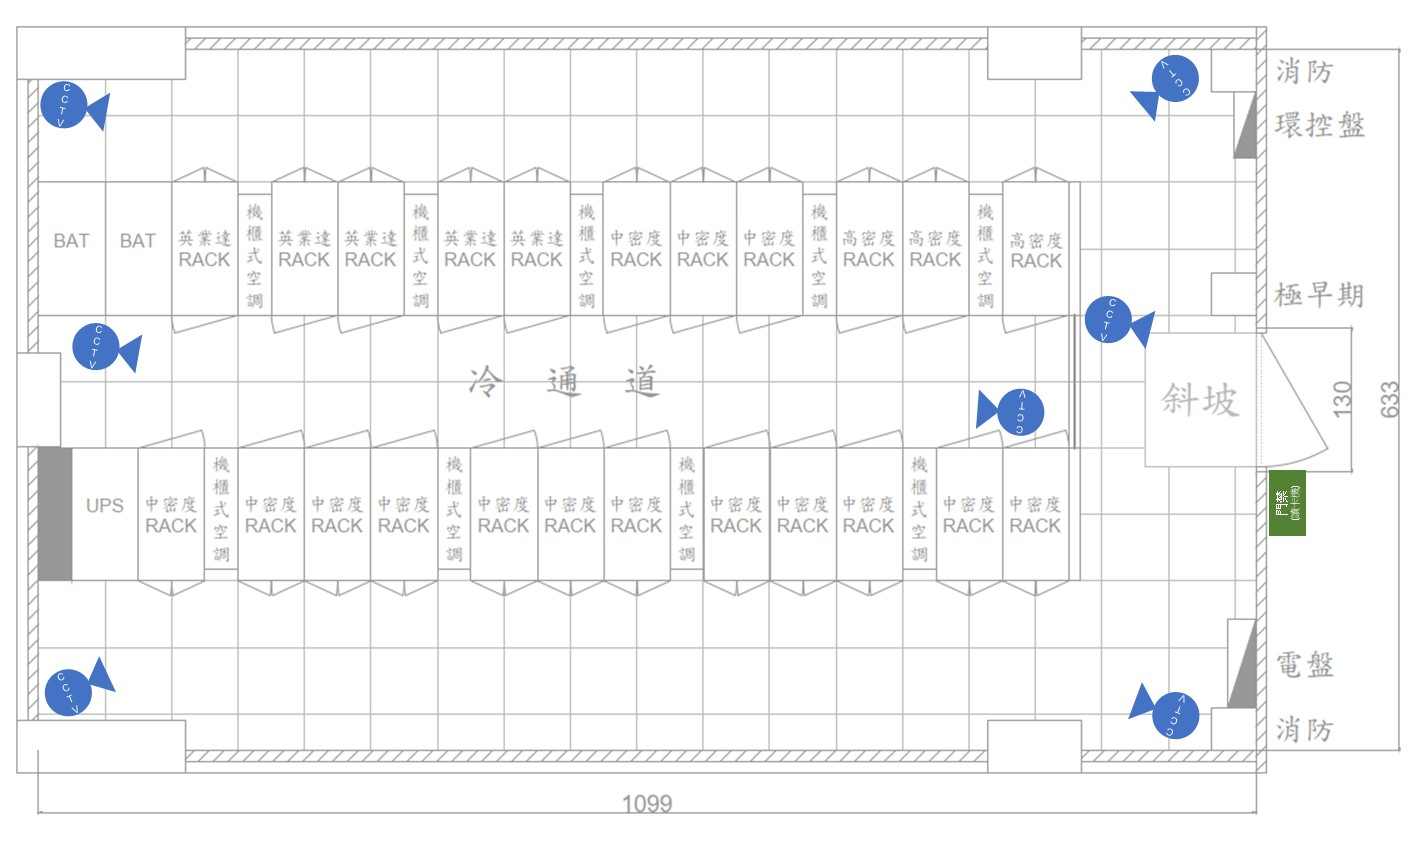 CCTV
CCTV
消防
環控盤
BAT
BAT
英業達
RACK
機櫃式空調
英業達
RACK
英業達
RACK
機櫃式空調
英業達
RACK
英業達
RACK
機櫃式空調
中密度
RACK
中密度
RACK
中密度
RACK
機櫃式空調
高密度
RACK
高密度
RACK
機櫃式空調
高密度
RACK
極早期
CCTV
CCTV
冷通道
CCTV
斜坡
130
633
UPS
中密度
RACK
機櫃式空調
中密度
RACK
中密度
RACK
中密度
RACK
機櫃式空調
中密度
RACK
中密度
RACK
中密度
RACK
機櫃式空調
中密度
RACK
中密度
RACK
中密度
RACK
機櫃式空調
中密度
RACK
中密度
RACK
門禁
(讀卡機)
CCTV
CCTV
電盤
消防
1099